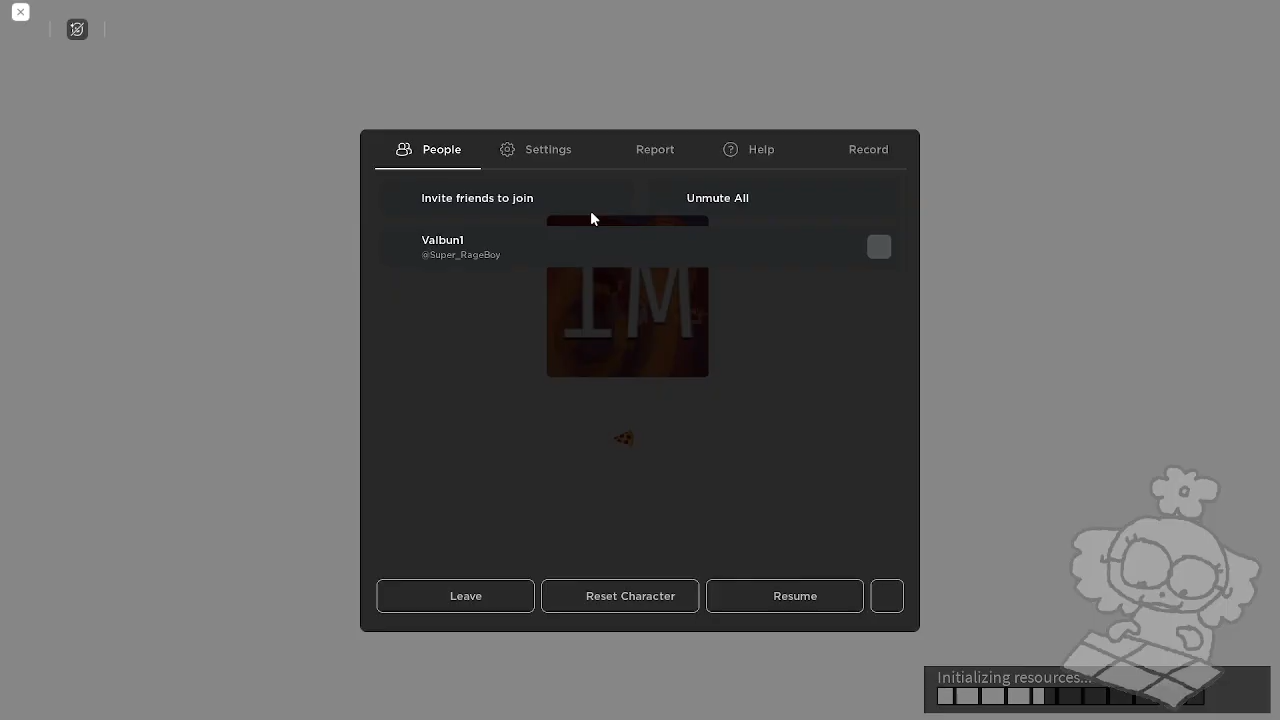 People
Settings
Report
Help
Record
Invite friends to join
Unmute All
Valbun1
@Super_RageBoy
IM
Leave
Reset Character
Resume
Initializing resources...